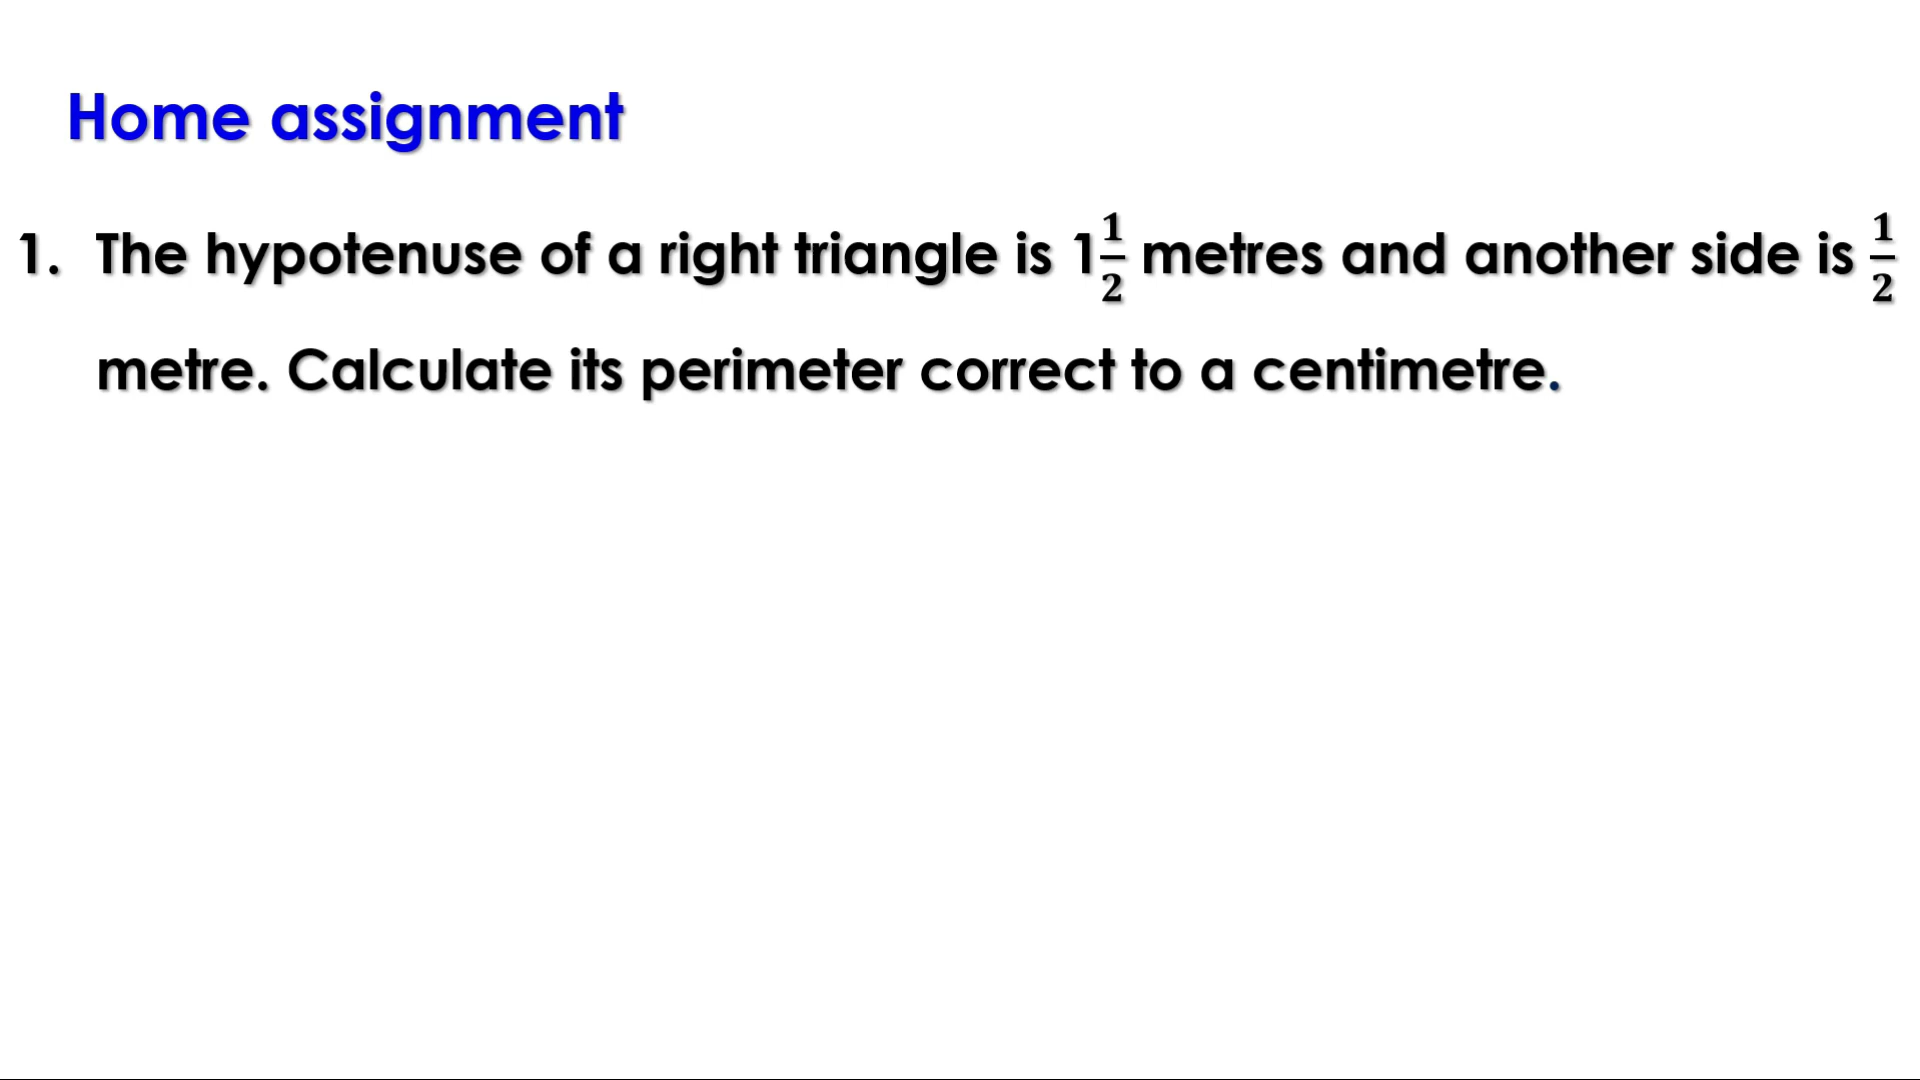 Home assignment
1. The hypotenuse of a right triangle is 1½ metres and another side is ½
metre. Calculate its perimeter correct to a centimetre.